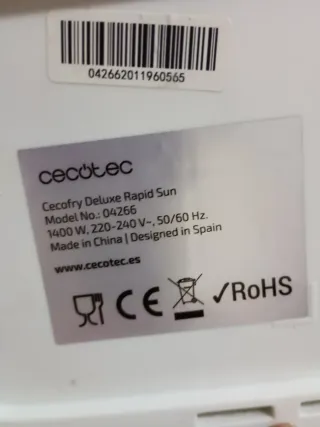 042662011960565
cecotec
Cecofry Deluxe Rapid Sun
Model No.: 04266
1400 W, 220-240 V~, 50/60 Hz.
Made in China | Designed in Spain
www.cecotec.es
CE ✓RoHS